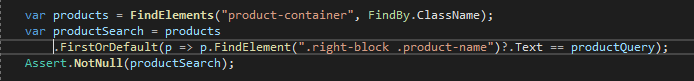 var products = FindElements("product-container", FindBy.ClassName);
var productSearch = products
.FirstOrDefault(p => p.FindElement(".right-block .product-name")?.Text == productQuery);
Assert.NotNull(productSearch);